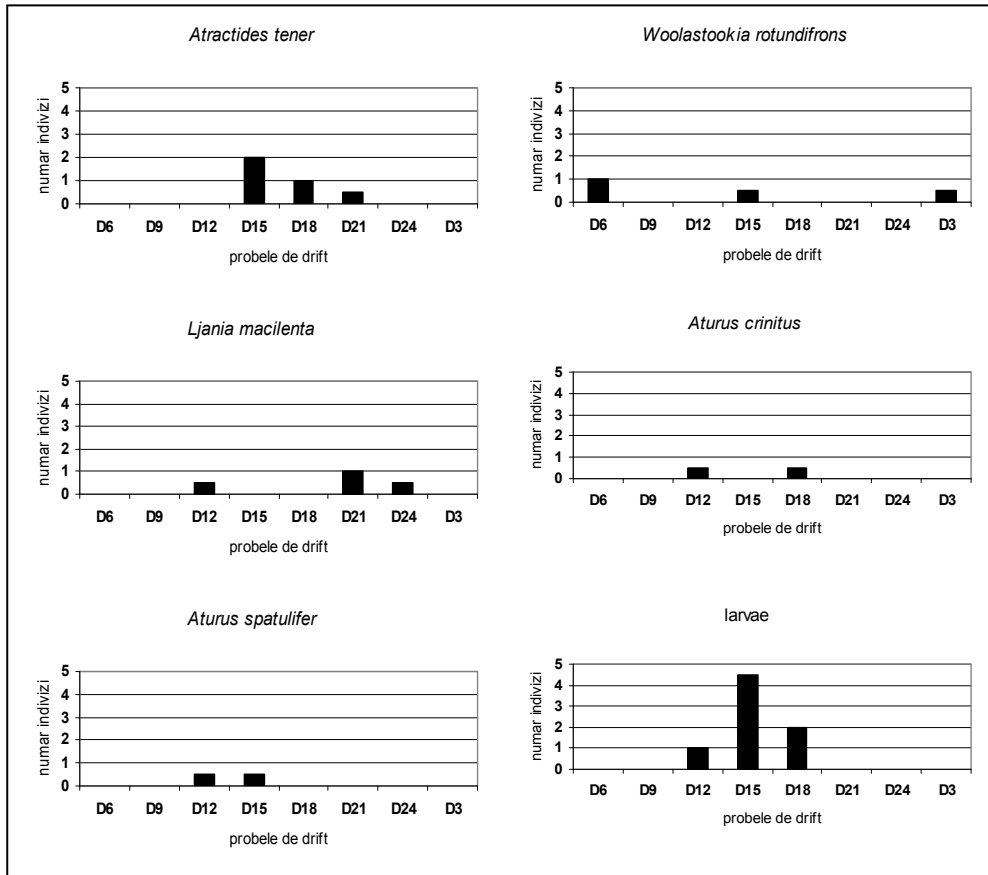 Atractides tener
numar indivizi
5
4
3
2
1
0
D6 D9 D12 D15 D18 D21 D24 D3
probele de drift
Woolastookia rotundifrons
numar indivizi
5
4
3
2
1
0
D6 D9 D12 D15 D18 D21 D24 D3
probele de drift
Ljania macilenta
numar indivizi
5
4
3
2
1
0
D6 D9 D12 D15 D18 D21 D24 D3
probele de drift
Aturus crinitus
numar indivizi
5
4
3
2
1
0
D6 D9 D12 D15 D18 D21 D24 D3
probele de drift
Aturus spatulifer
numar indivizi
5
4
3
2
1
0
D6 D9 D12 D15 D18 D21 D24 D3
probele de drift
larvae
numar indivizi
5
4
3
2
1
0
D6 D9 D12 D15 D18 D21 D24 D3
probele de drift